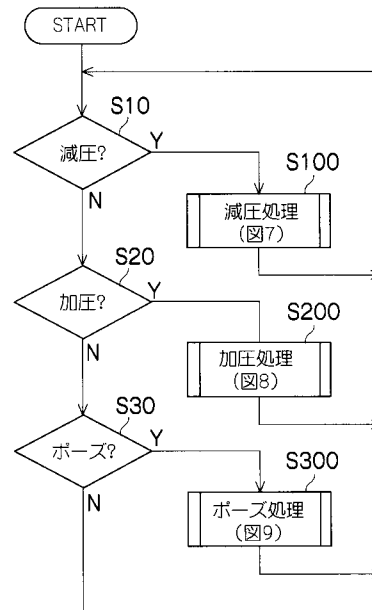 START
S10
減圧?
Y
N
S100
減圧処理
(図7)
S20
加圧?
Y
N
S200
加圧処理
(図8)
S30
ポーズ?
Y
N
S300
ポーズ処理
(図9)